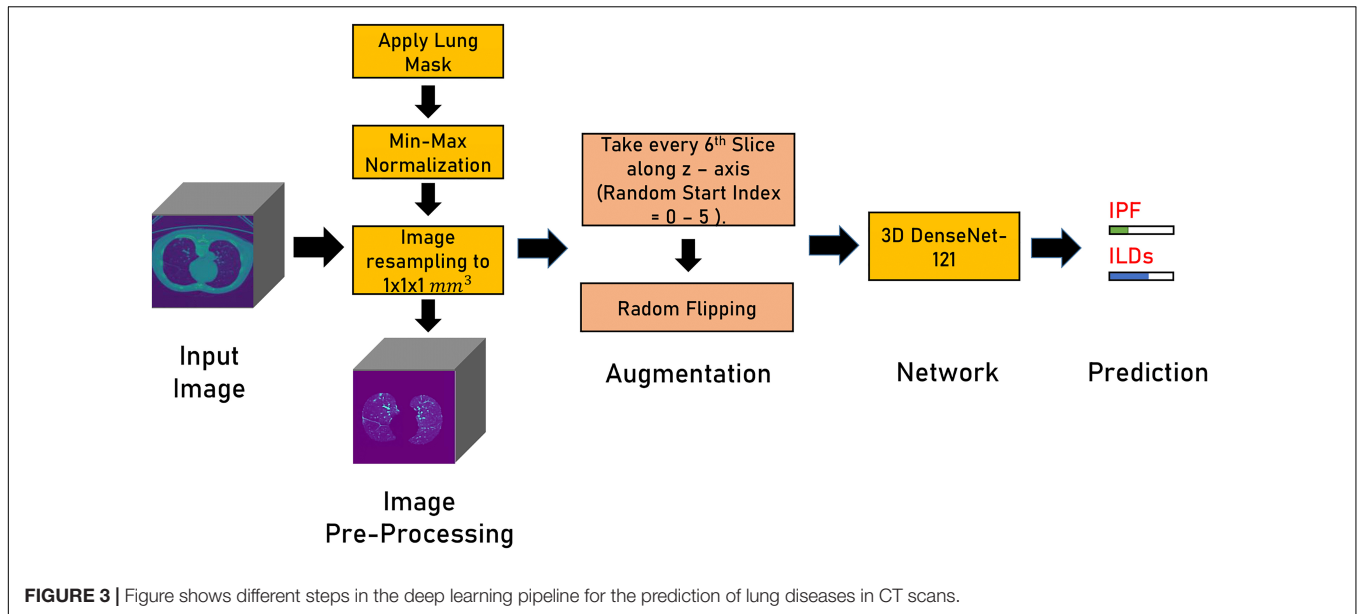 Apply Lung
Mask
Min-Max
Normalization
Image
resampling to
1x1x1 mm³
Input
Image
Image
Pre-Processing
Take every 6th Slice
along z – axis
(Random Start Index
= 0 – 5 ).
Radom Flipping
Augmentation
3D DenseNet-
121
Network
IPF
ILDs
Prediction
FIGURE 3 | Figure shows different steps in the deep learning pipeline for the prediction of lung diseases in CT scans.